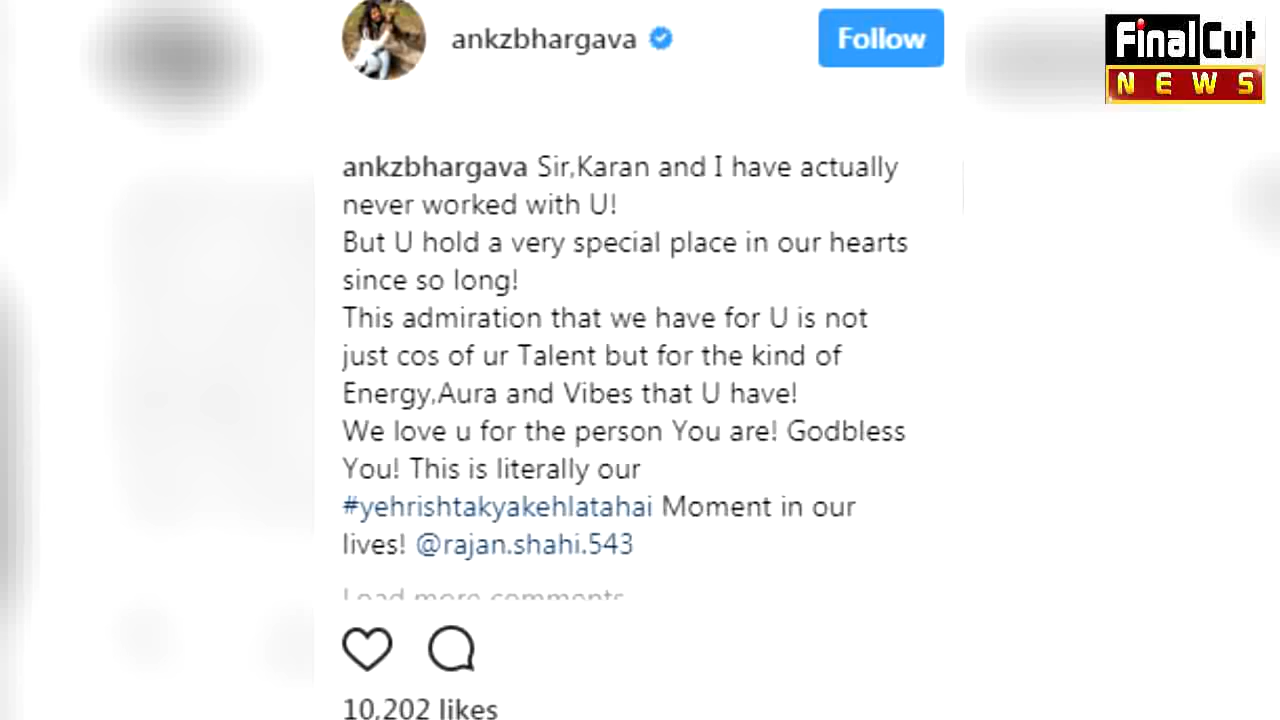 ankzbhargava
Follow
FinalCut
NEWS
ankzbhargava Sir,Karan and I have actually
never worked with U!
But U hold a very special place in our hearts
since so long!
This admiration that we have for U is not
just cos of ur Talent but for the kind of
Energy,Aura and Vibes that U have!
We love u for the person You are! Godbless
You! This is literally our
#yehrishtakyakehlatahai Moment in our
lives! @rajan.shahi.543
Load more comments
10,202 likes